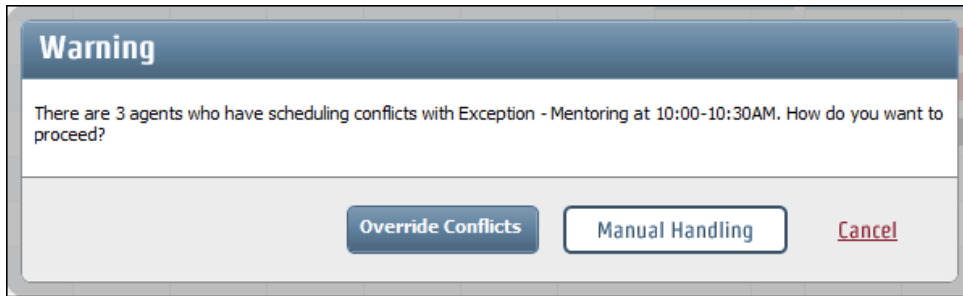 Warning
There are 3 agents who have scheduling conflicts with Exception - Mentoring at 10:00-10:30AM. How do you want to
proceed?
Override Conflicts Manual Handling Cancel